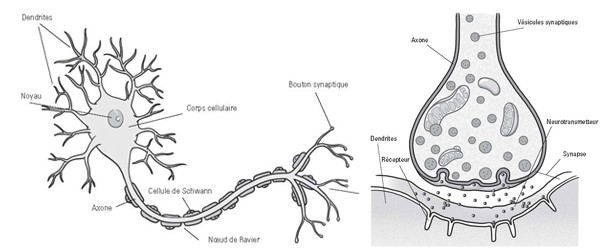 Dendrites
Noyau
Corps cellulaire
Bouton synaptique
Cellule de Schwann
Axone
Nœud de Ravier
Vésicules synaptiques
Axone
Neurotransmetteur
Dendrites
Synapse
Récepteur